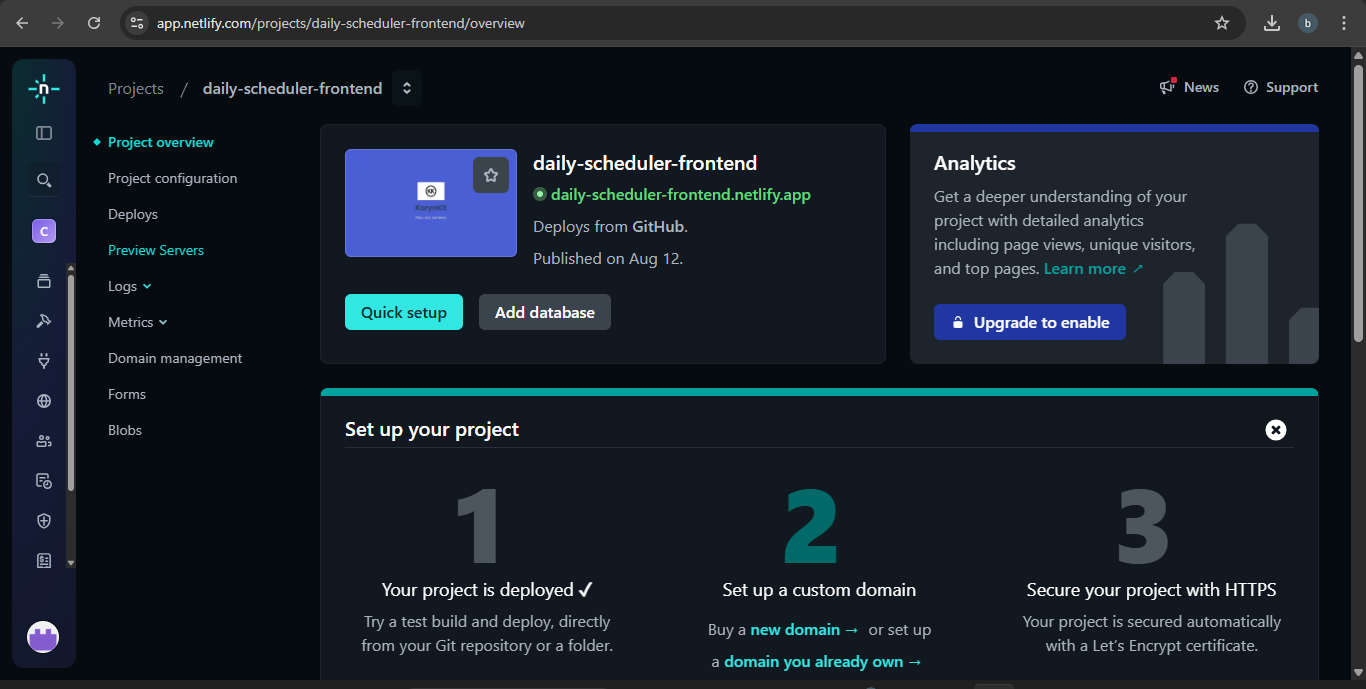 app.netlify.com/projects/daily-scheduler-frontend/overview
b
n
Projects / daily-scheduler-frontend
News
Support
C
Project overview
Project configuration
Deploys
Preview Servers
Logs
Metrics
Domain management
Forms
Blobs
KK
KaryaKit
daily-scheduler-frontend
daily-scheduler-frontend.netlify.app
Deploys from GitHub.
Published on Aug 12.
Quick setup
Add database
Analytics
Get a deeper understanding of your
project with detailed analytics
including page views, unique visitors,
and top pages. Learn more ↗
Upgrade to enable
Set up your project
1
Your project is deployed ✓
Try a test build and deploy, directly
from your Git repository or a folder.
2
Set up a custom domain
Buy a new domain → or set up
a domain you already own →
3
Secure your project with HTTPS
Your project is secured automatically
with a Let's Encrypt certificate.